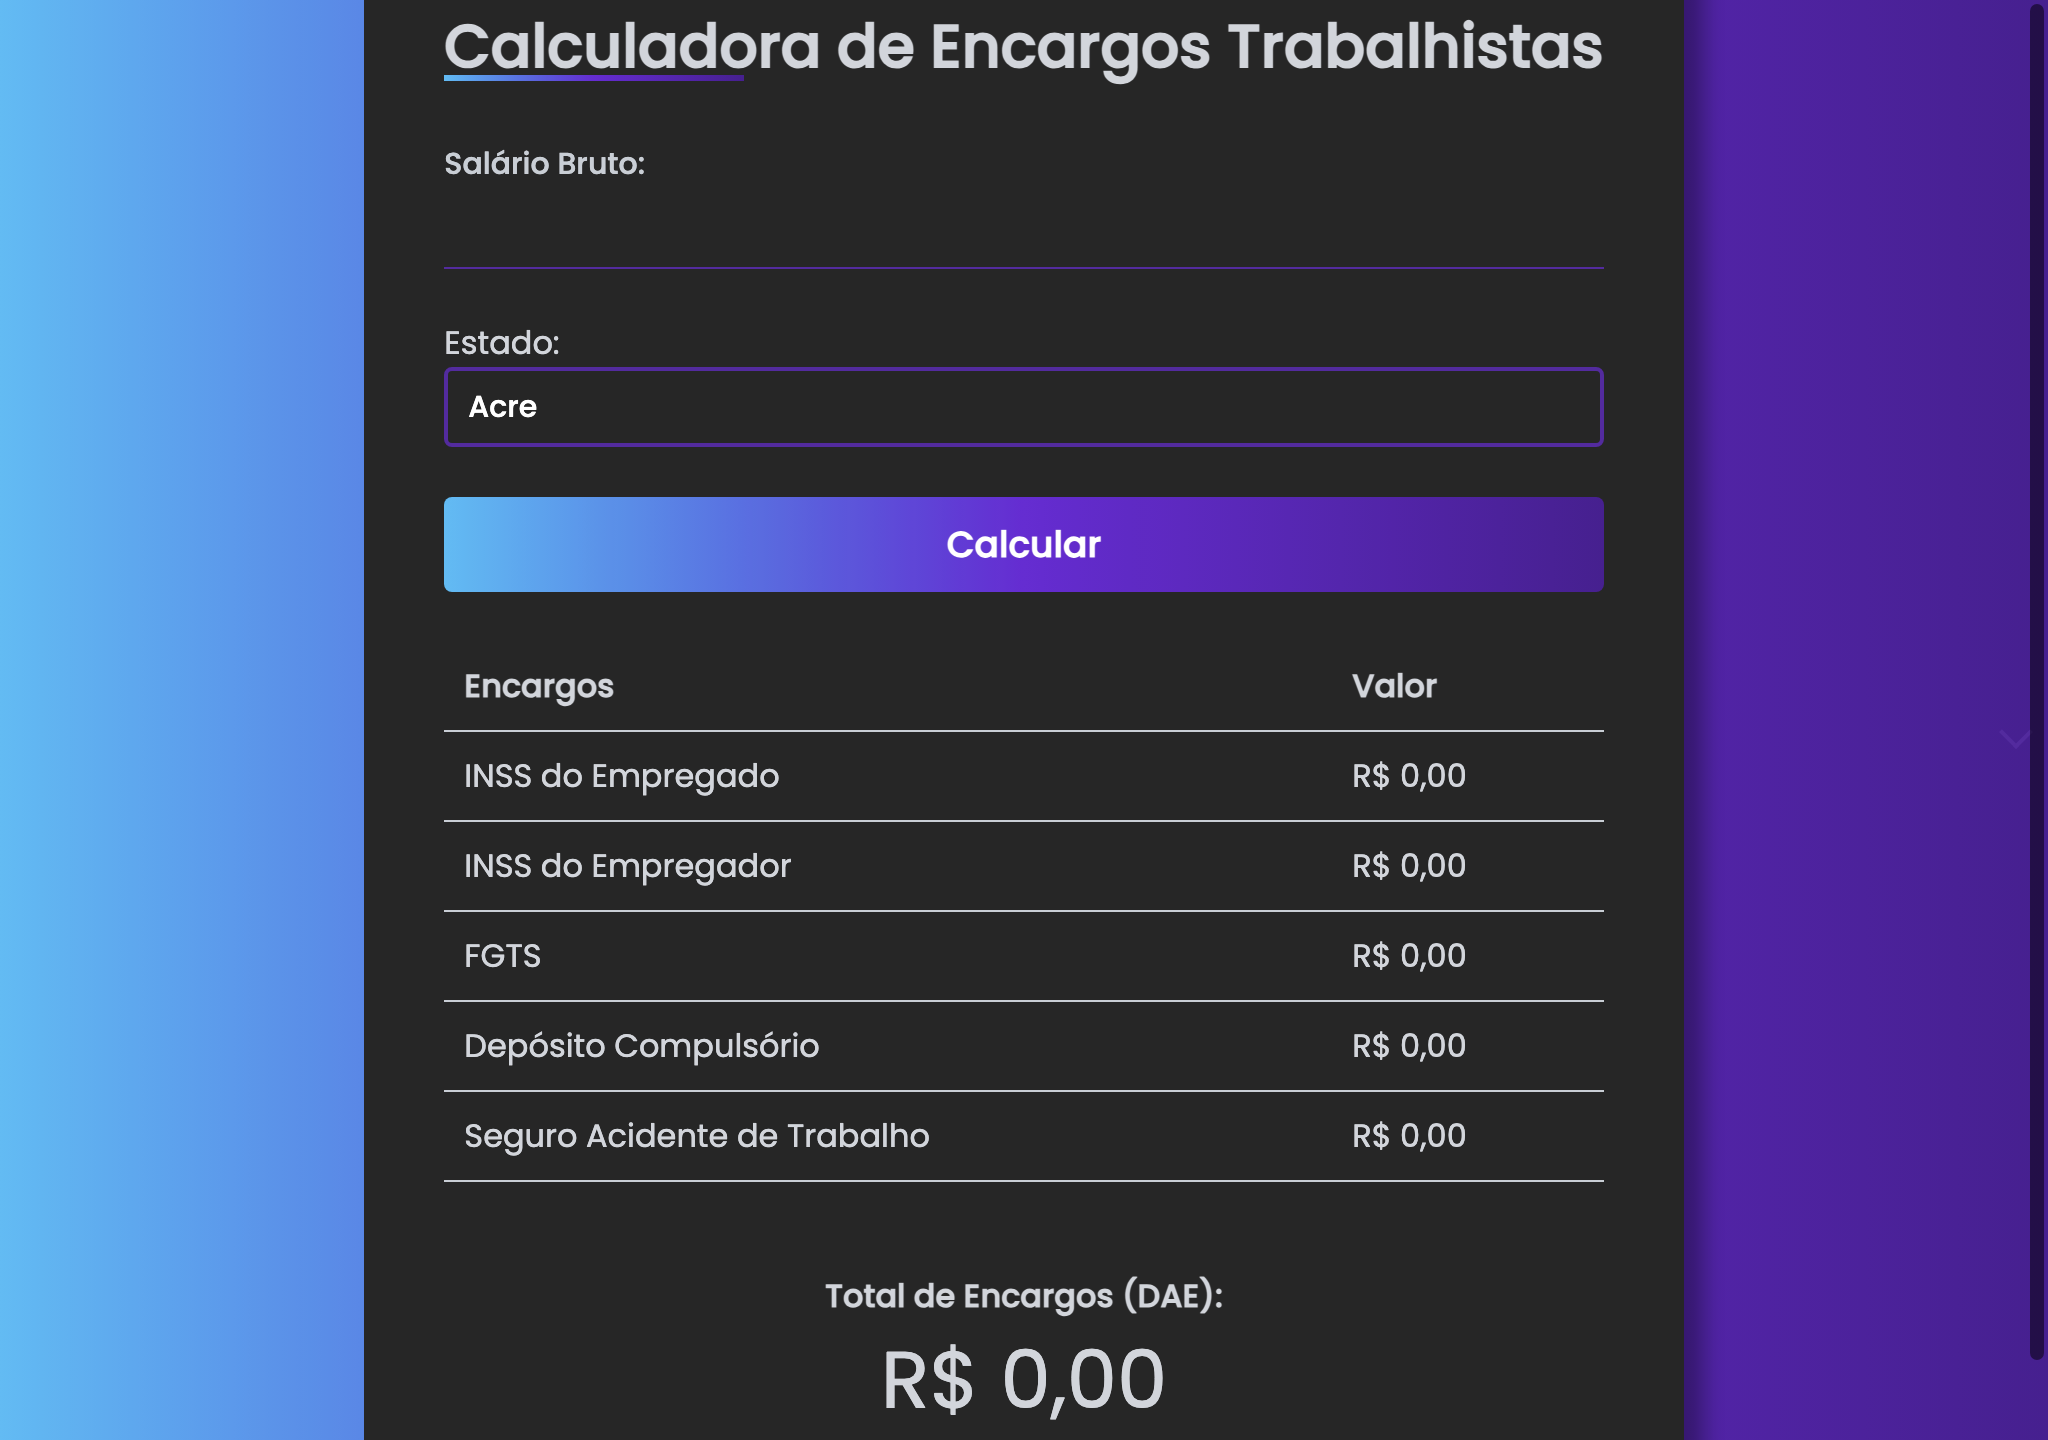 Calculadora de Encargos Trabalhistas
Salário Bruto:
Estado:
Acre
Calcular
Encargos Valor
INSS do Empregado R$ 0,00
INSS do Empregador R$ 0,00
FGTS R$ 0,00
Depósito Compulsório R$ 0,00
Seguro Acidente de Trabalho R$ 0,00
Total de Encargos (DAE):
R$ 0,00